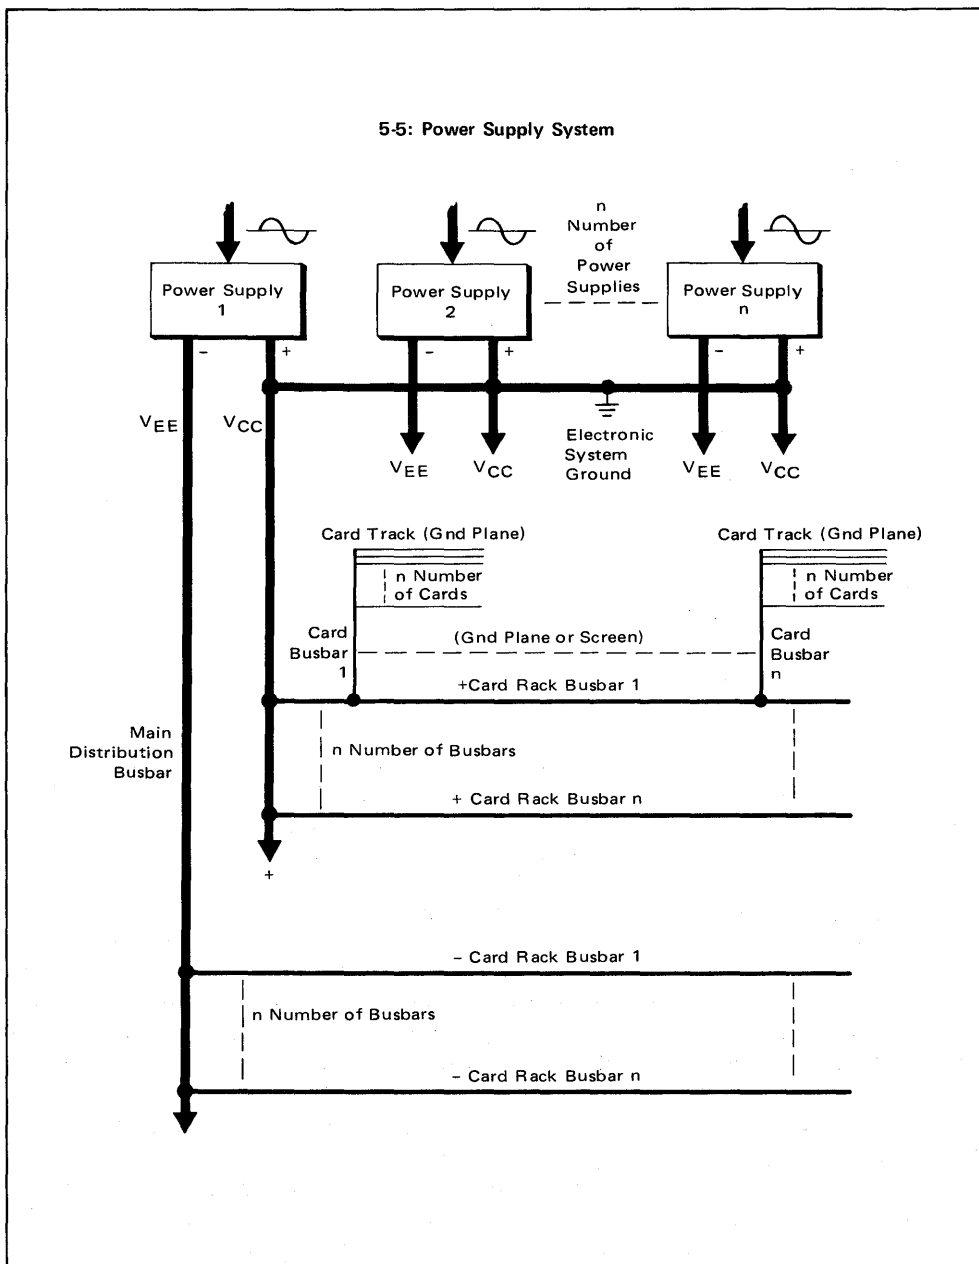 5-5: Power Supply System
n
Number
of
Power
Supplies
Power Supply
1
Power Supply
2
Power Supply
n
–
+
–
+
–
+
VEE
VCC
VEE
VCC
Electronic
System
Ground
VEE
VCC
Card Track (Gnd Plane)
n Number
of Cards
Card Track (Gnd Plane)
n Number
of Cards
Card
Busbar
1
(Gnd Plane or Screen)
Card
Busbar
n
+Card Rack Busbar 1
Main
Distribution
Busbar
n Number of Busbars
+ Card Rack Busbar n
+
– Card Rack Busbar 1
n Number of Busbars
– Card Rack Busbar n